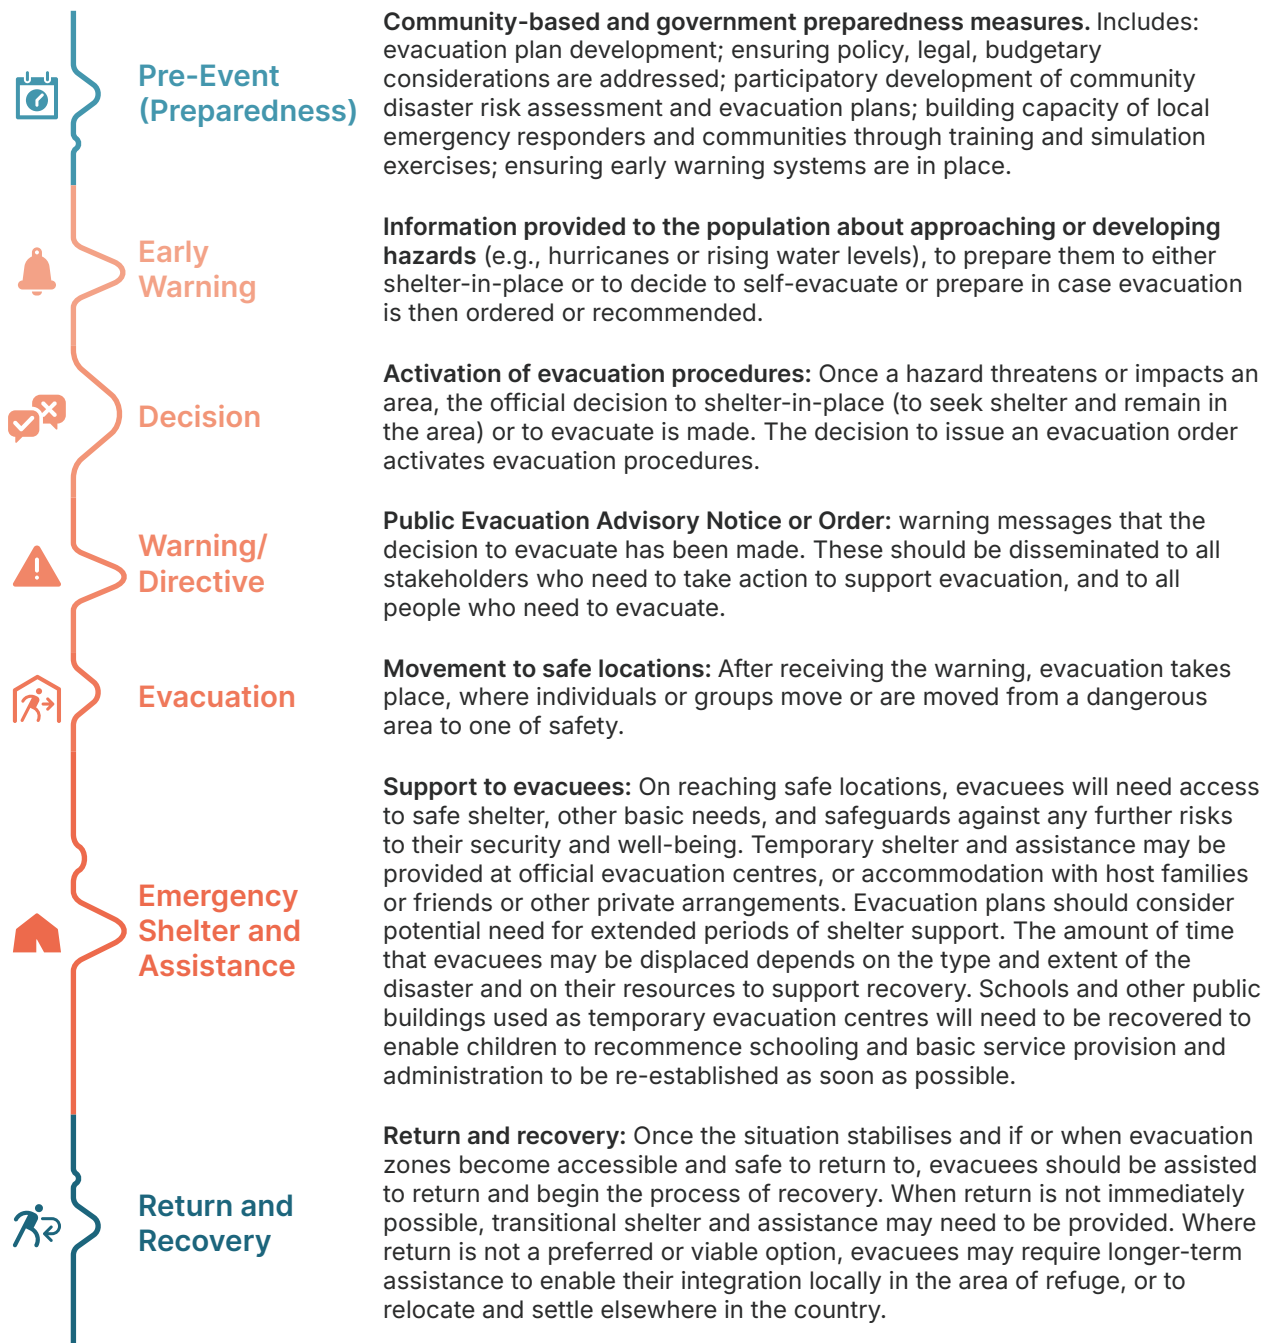 Pre-Event
(Preparedness)
Community-based and government preparedness measures. Includes:
evacuation plan development; ensuring policy, legal, budgetary
considerations are addressed; participatory development of community
disaster risk assessment and evacuation plans; building capacity of local
emergency responders and communities through training and simulation
exercises; ensuring early warning systems are in place.
Early
Warning
Information provided to the population about approaching or developing
hazards (e.g., hurricanes or rising water levels), to prepare them to either
shelter-in-place or to decide to self-evacuate or prepare in case evacuation
is then ordered or recommended.
Decision
Activation of evacuation procedures: Once a hazard threatens or impacts an
area, the official decision to shelter-in-place (to seek shelter and remain in
the area) or to evacuate is made. The decision to issue an evacuation order
activates evacuation procedures.
Warning/
Directive
Public Evacuation Advisory Notice or Order: warning messages that the
decision to evacuate has been made. These should be disseminated to all
stakeholders who need to take action to support evacuation, and to all
people who need to evacuate.
Evacuation
Movement to safe locations: After receiving the warning, evacuation takes
place, where individuals or groups move or are moved from a dangerous
area to one of safety.
Emergency
Shelter and
Assistance
Support to evacuees: On reaching safe locations, evacuees will need access
to safe shelter, other basic needs, and safeguards against any further risks
to their security and well-being. Temporary shelter and assistance may be
provided at official evacuation centres, or accommodation with host families
or friends or other private arrangements. Evacuation plans should consider
potential need for extended periods of shelter support. The amount of time
that evacuees may be displaced depends on the type and extent of the
disaster and on their resources to support recovery. Schools and other public
buildings used as temporary evacuation centres will need to be recovered to
enable children to recommence schooling and basic service provision and
administration to be re-established as soon as possible.
Return and
Recovery
Return and recovery: Once the situation stabilises and if or when evacuation
zones become accessible and safe to return to, evacuees should be assisted
to return and begin the process of recovery. When return is not immediately
possible, transitional shelter and assistance may need to be provided. Where
return is not a preferred or viable option, evacuees may require longer-term
assistance to enable their integration locally in the area of refuge, or to
relocate and settle elsewhere in the country.